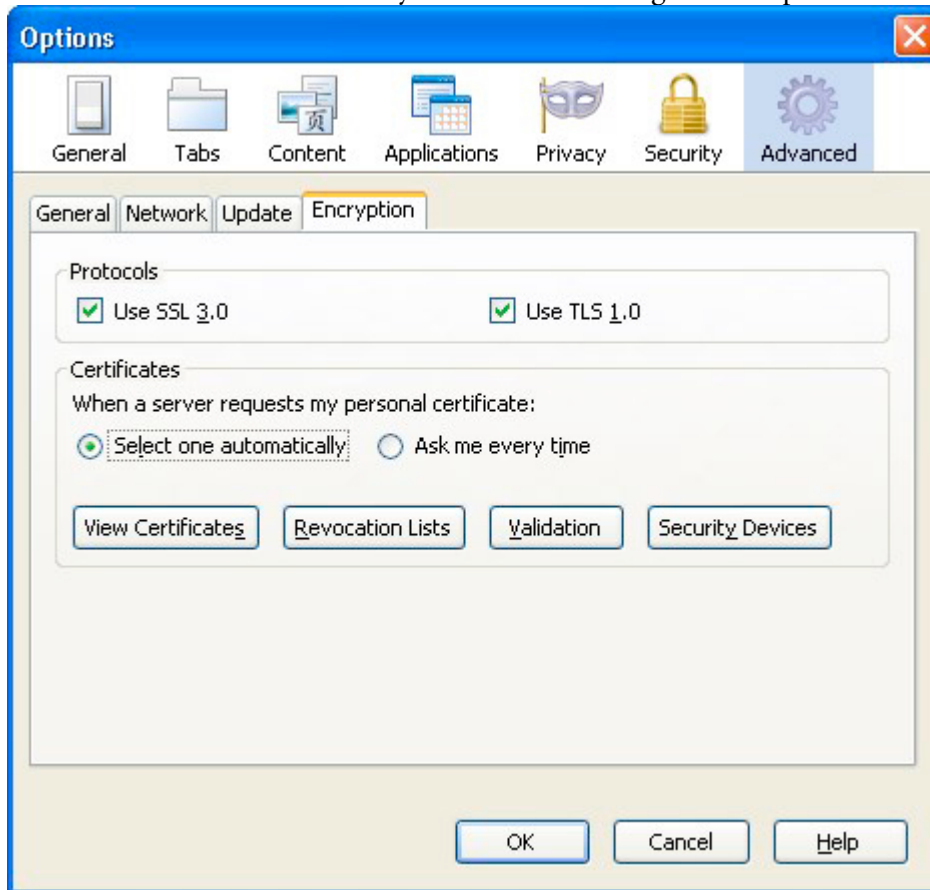 Options
General Tabs Content Applications Privacy Security Advanced
General Network Update Encryption
Protocols
Use SSL 3.0 Use TLS 1.0
Certificates
When a server requests my personal certificate:
Select one automatically Ask me every time
View Certificates Revocation Lists Validation Security Devices
OK Cancel Help